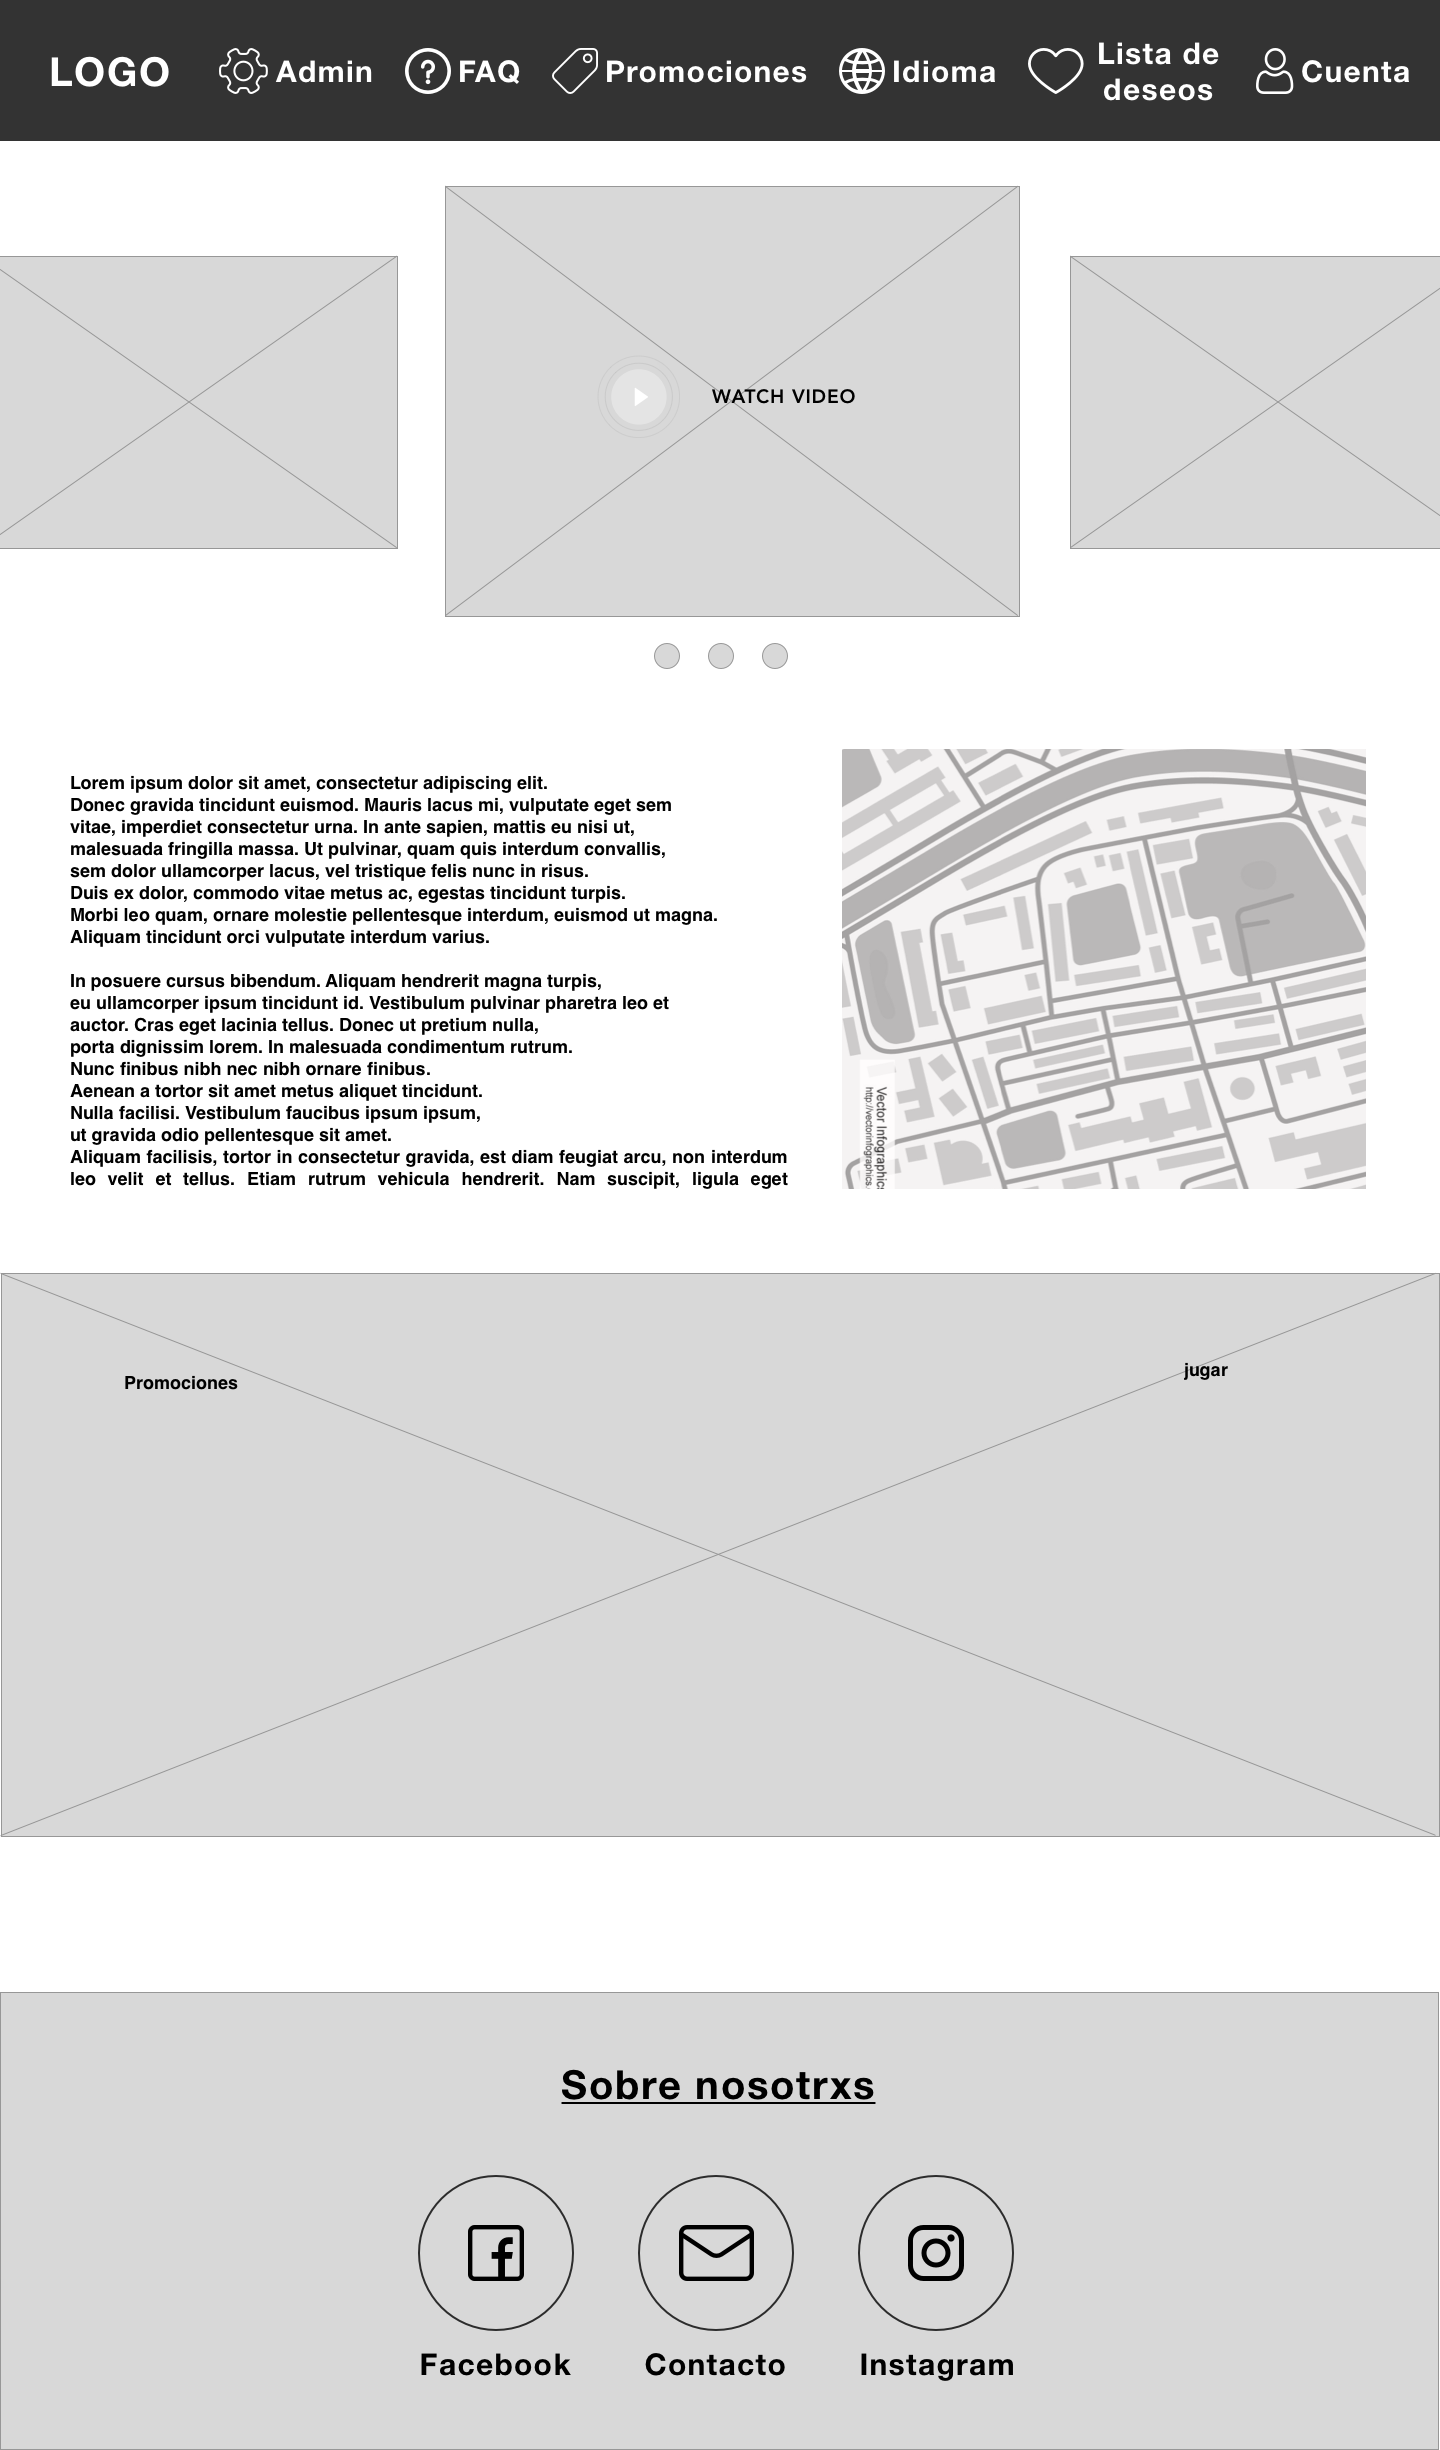 LOGO
Admin
FAQ
Promociones
Idioma
Lista de
deseos
Cuenta
WATCH VIDEO
Lorem ipsum dolor sit amet, consectetur adipiscing elit.
Donec gravida tincidunt euismod. Mauris lacus mi, vulputate eget sem
vitae, imperdiet consectetur urna. In ante sapien, mattis eu nisi ut,
malesuada fringilla massa. Ut pulvinar, quam quis interdum convallis,
sem dolor ullamcorper lacus, vel tristique felis nunc in risus.
Duis ex dolor, commodo vitae metus ac, egestas tincidunt turpis.
Morbi leo quam, ornare molestie pellentesque interdum, euismod ut magna.
Aliquam tincidunt orci vulputate interdum varius.
In posuere cursus bibendum. Aliquam hendrerit magna turpis,
eu ullamcorper ipsum tincidunt id. Vestibulum pulvinar pharetra leo et
auctor. Cras eget lacinia tellus. Donec ut pretium nulla,
porta dignissim lorem. In malesuada condimentum rutrum.
Nunc finibus nibh nec nibh ornare finibus.
Aenean a tortor sit amet metus aliquet tincidunt.
Nulla facilisi. Vestibulum faucibus ipsum ipsum,
ut gravida odio pellentesque sit amet.
Aliquam facilisis, tortor in consectetur gravida, est diam feugiat arcu, non interdum
leo velit et tellus. Etiam rutrum vehicula hendrerit. Nam suscipit, ligula eget
Vector Infographics
http://vectorinfographics.
Promociones
jugar
Sobre nosotrxs
Facebook
Contacto
Instagram